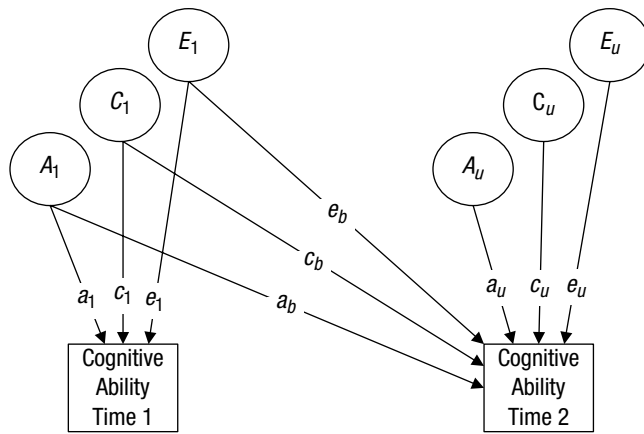 E1
Eu
C1
Cu
A1
Au
eb
cb
ab
a1
c1
e1
au
cu
eu
Cognitive
Ability
Time 1
Cognitive
Ability
Time 2